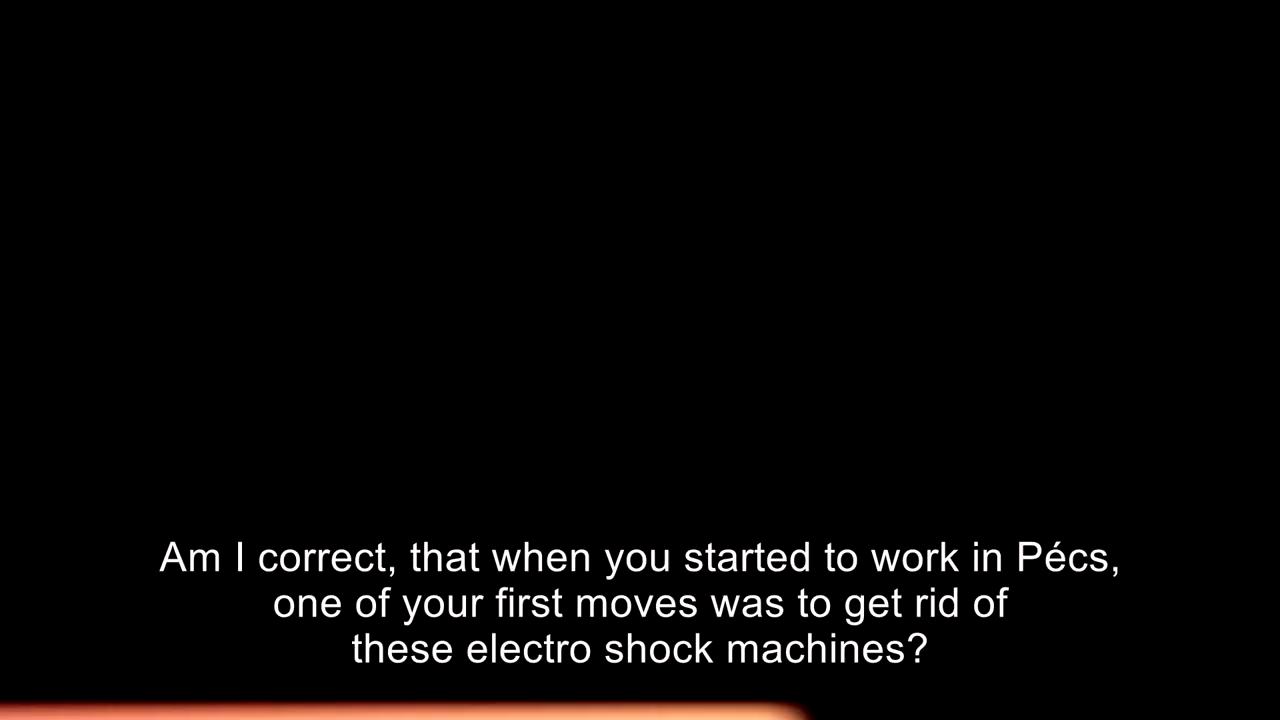 Am I correct, that when you started to work in Pécs,
one of your first moves was to get rid of
these electro shock machines?